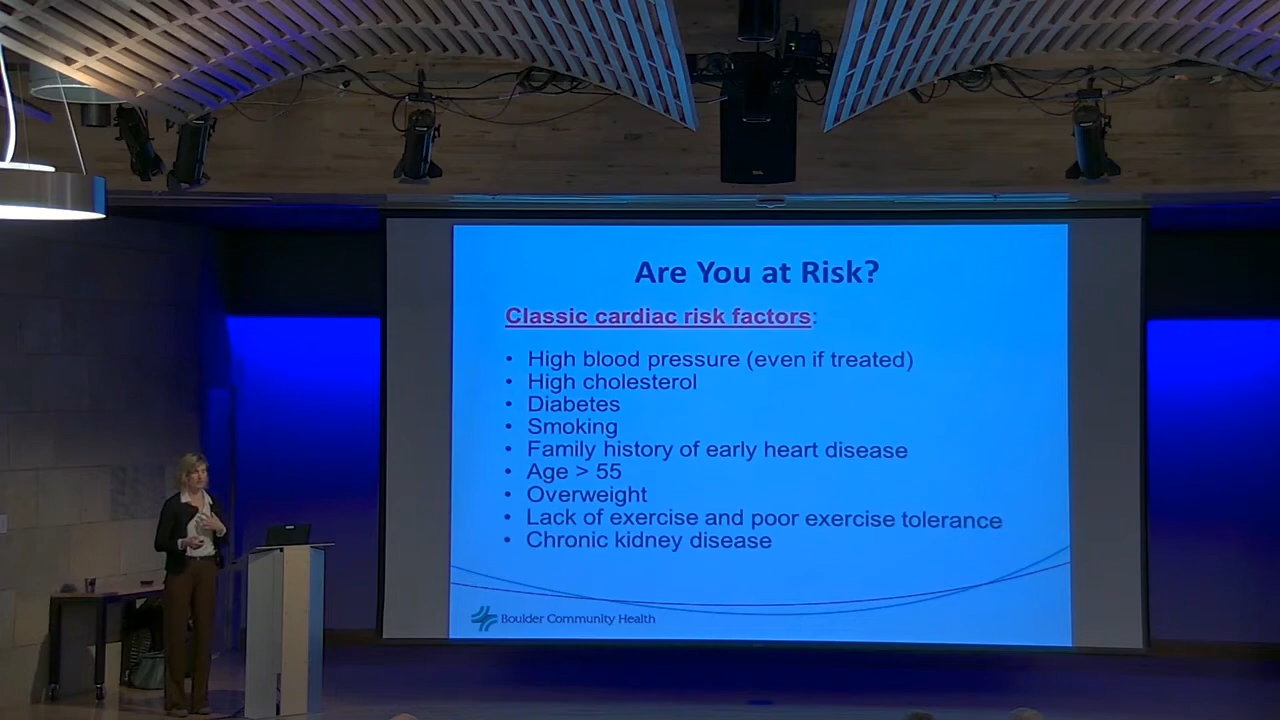 Are You at Risk?
Classic cardiac risk factors:
• High blood pressure (even if treated)
• High cholesterol
• Diabetes
• Smoking
• Family history of early heart disease
• Age > 55
• Overweight
• Lack of exercise and poor exercise tolerance
• Chronic kidney disease
Boulder Community Health